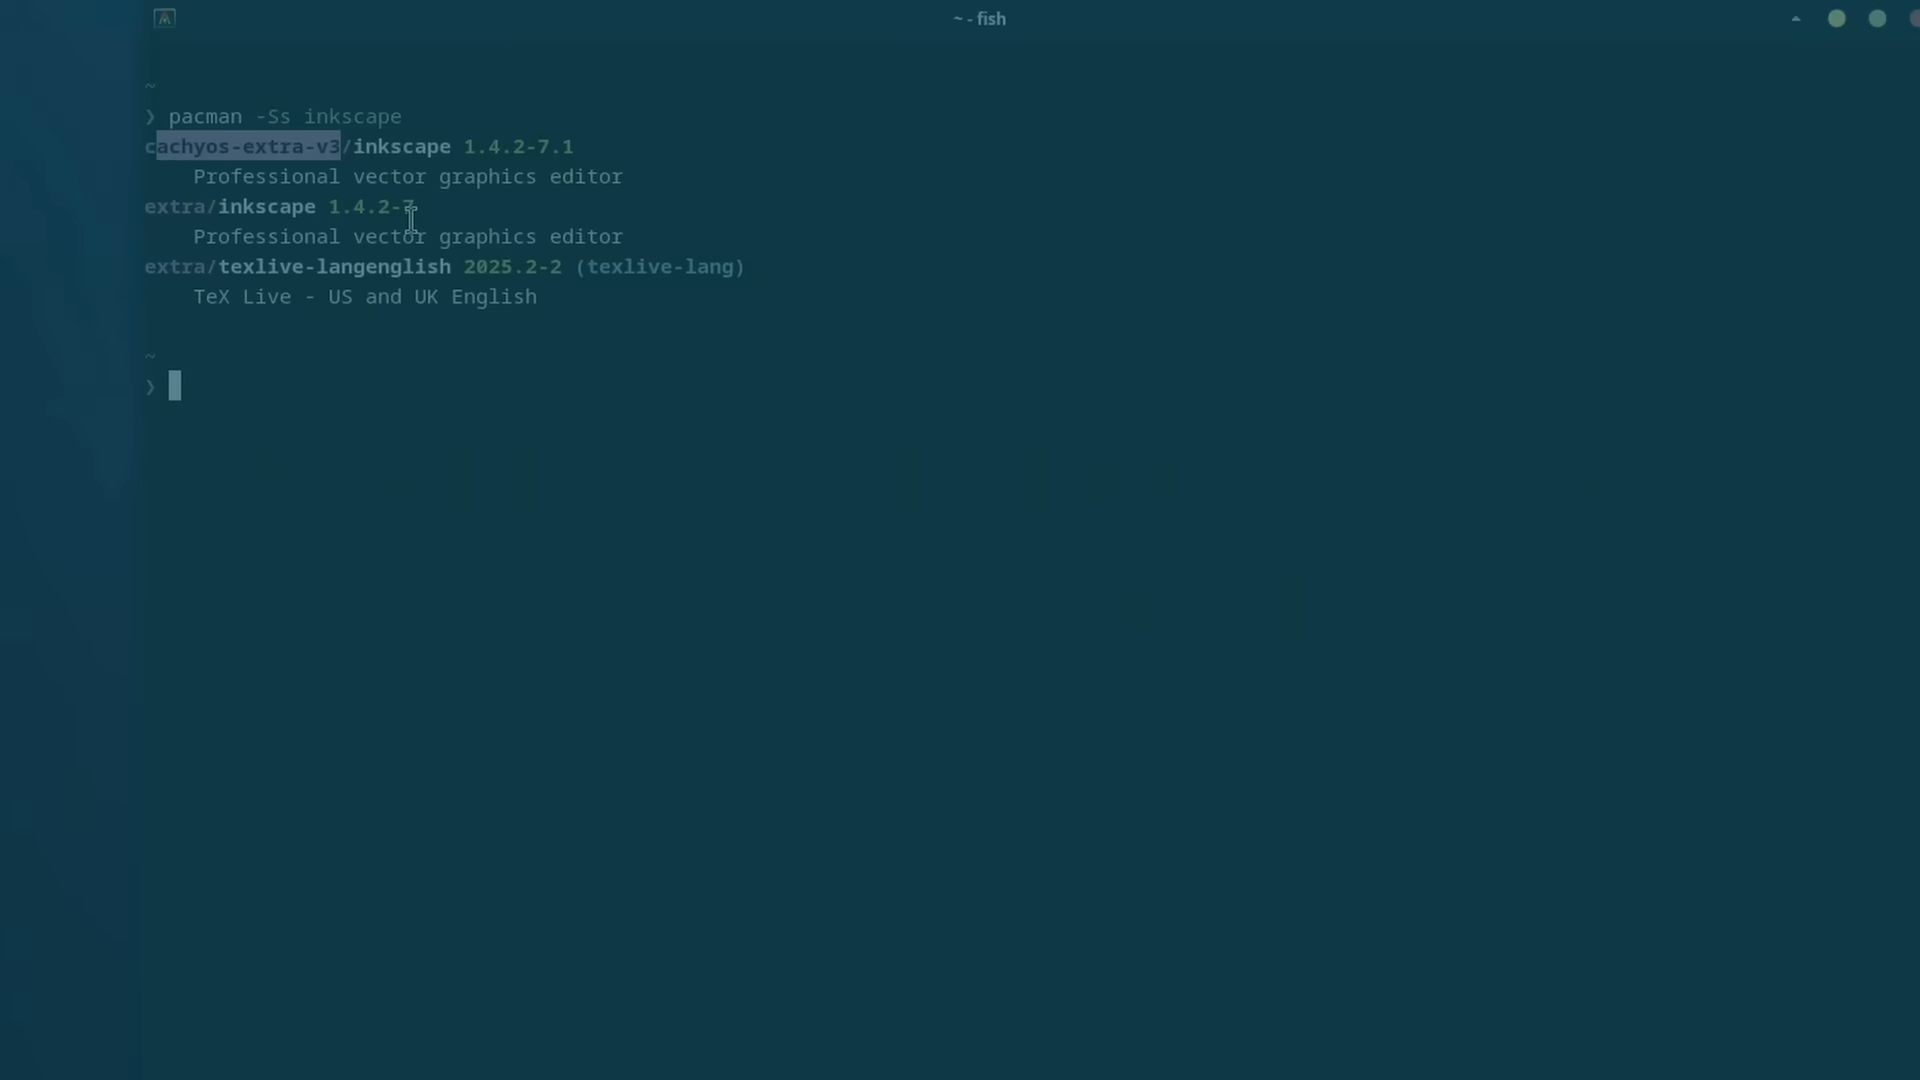 ~ - fish
~
❯ pacman -Ss inkscape
cachyos-extra-v3/inkscape 1.4.2-7.1
    Professional vector graphics editor
extra/inkscape 1.4.2-7
    Professional vector graphics editor
extra/texlive-langenglish 2025.2-2 (texlive-lang)
    TeX Live - US and UK English
~
❯